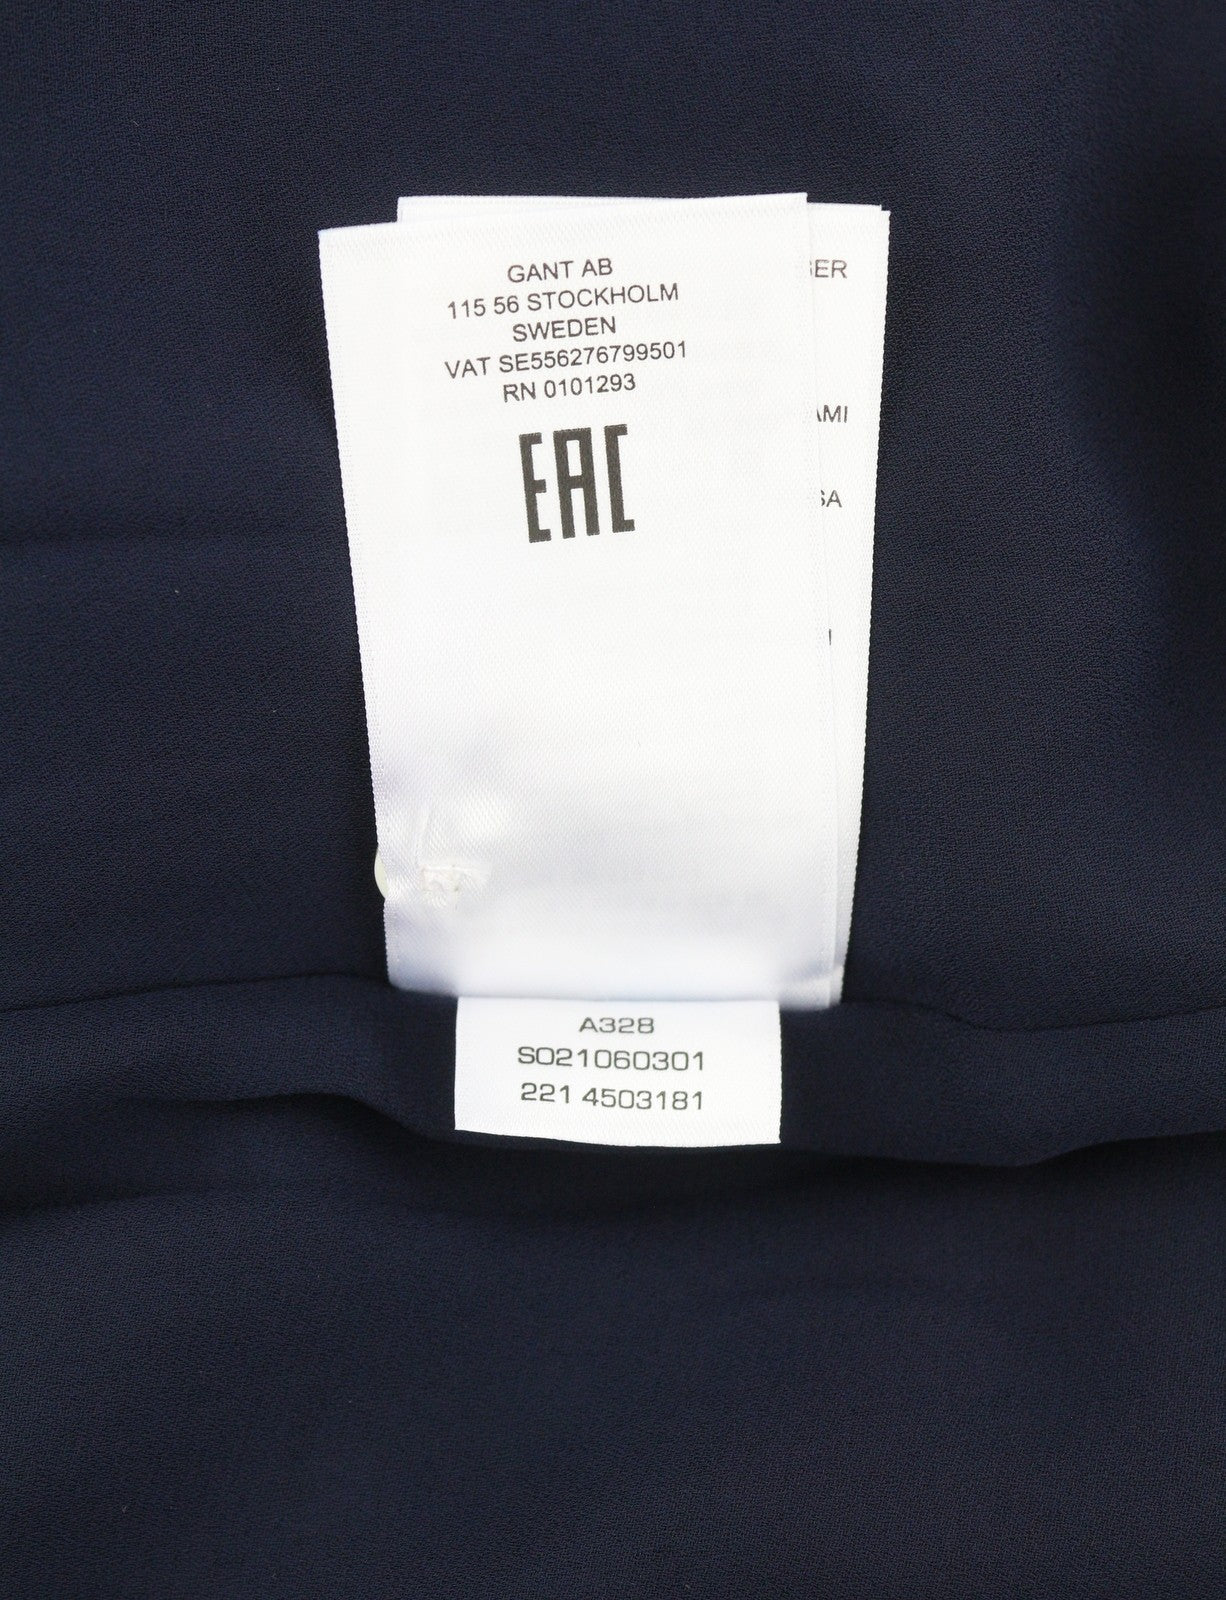 GANT AB
115 56 STOCKHOLM
SWEDEN
VAT SE556276799501
RN 0101293
EAC
A328
S021060301
221 4503181